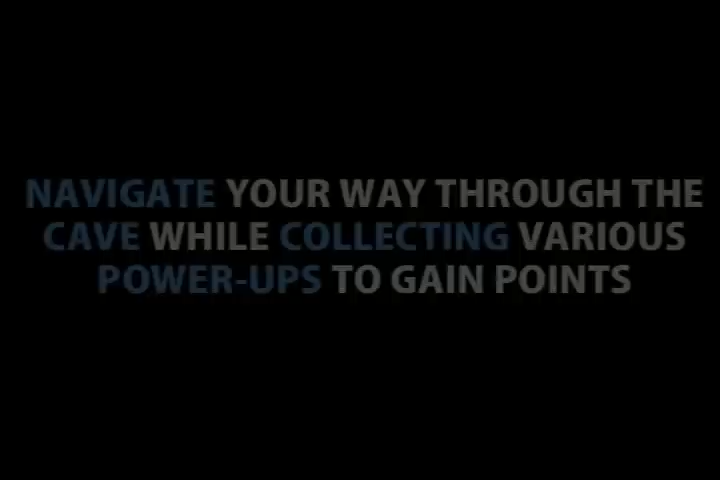 NAVIGATE YOUR WAY THROUGH THE
CAVE WHILE COLLECTING VARIOUS
POWER-UPS TO GAIN POINTS